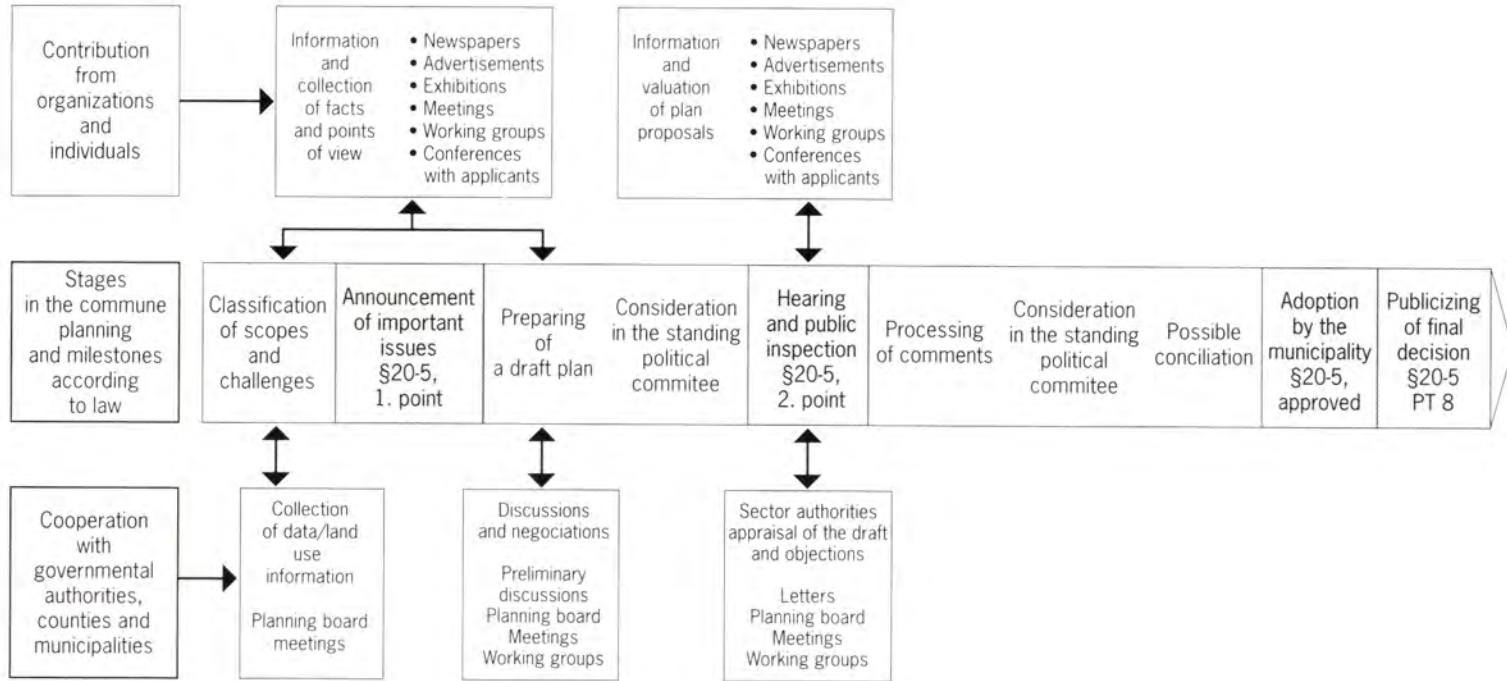 Contribution
from
organizations
and
individuals
Information
and
collection
of facts
and points
of view
• Newspapers
• Advertisements
• Exhibitions
• Meetings
• Working groups
• Conferences
with applicants
Information
and
valuation
of plan
proposals
• Newspapers
• Advertisements
• Exhibitions
• Meetings
• Working groups
• Conferences
with applicants
Stages
in the commune
planning
and milestones
according
to law
Classification
of scopes
and
challenges
Announcement
of important
issues
§20-5,
1. point
Preparing
of
a draft plan
Consideration
in the standing
political
commitee
Hearing
and public
inspection
§20-5,
2. point
Processing
of comments
Consideration
in the standing
political
commitee
Possible
conciliation
Adoption
by the
municipality
§20-5,
approved
Publicizing
of final
decision
§20-5
PT 8
Cooperation
with
governmental
authorities,
counties and
municipalities
Collection
of data/land
use
information
Planning board
meetings
Discussions
and negociations
Preliminary
discussions
Planning board
Meetings
Working groups
Sector authorities
appraisal of the draft
and objections
Letters
Planning board
Meetings
Working groups